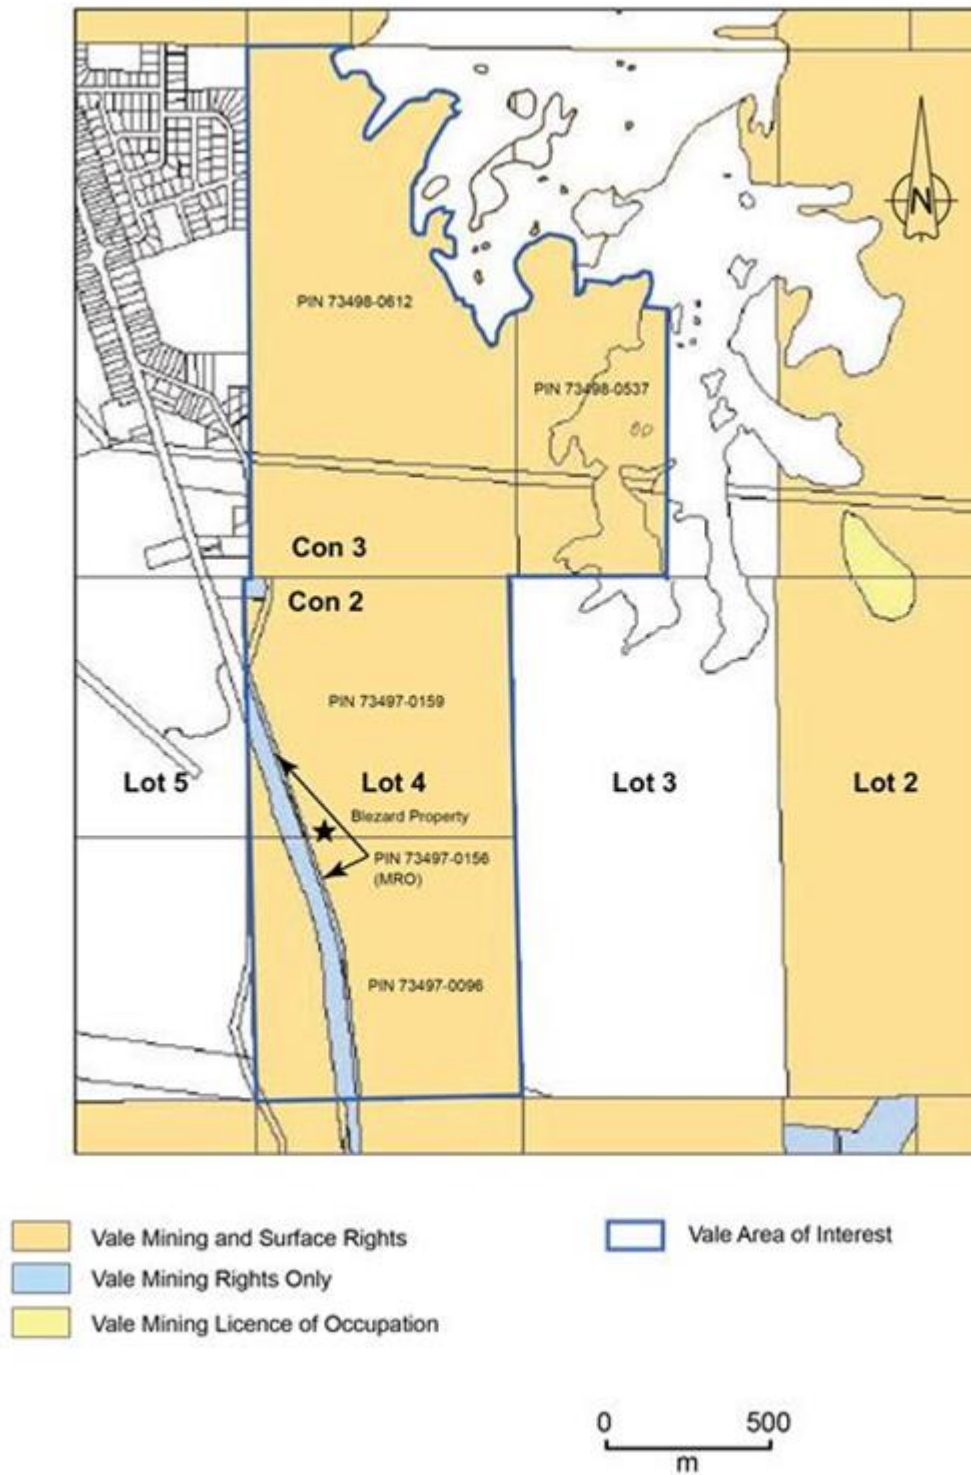 N
PIN 73498-0612
PIN 73498-0537
Con 3
Con 2
PIN 73497-0159
Lot 5
Lot 4
Lot 3
Lot 2
Blezard Property
PIN 73497-0156
(MRO)
PIN 73497-0096
Vale Mining and Surface Rights
Vale Area of Interest
Vale Mining Rights Only
Vale Mining Licence of Occupation
0 500
m